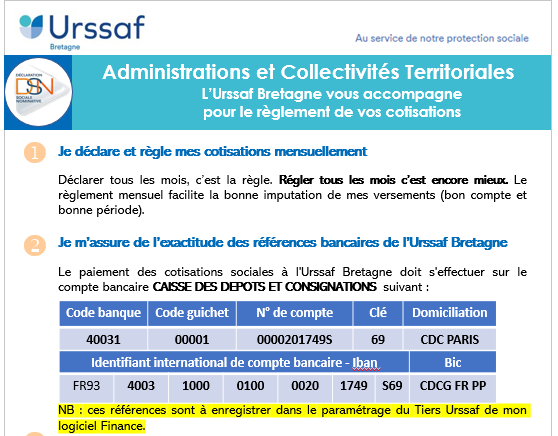 Urssaf
Bretagne
Au service de notre protection sociale
DÉCLARATION
DSN
SOCIALE
NOMINATIVE
Administrations et Collectivités Territoriales
L'Urssaf Bretagne vous accompagne
pour le règlement de vos cotisations
1 Je déclare et règle mes cotisations mensuellement
Déclarer tous les mois, c'est la règle. Régler tous les mois c'est encore mieux. Le
règlement mensuel facilite la bonne imputation de mes versements (bon compte et
bonne période).
2 Je m'assure de l'exactitude des références bancaires de l'Urssaf Bretagne
Le paiement des cotisations sociales à l'Urssaf Bretagne doit s'effectuer sur le
compte bancaire CAISSE DES DEPOTS ET CONSIGNATIONS suivant :
Code banque Code guichet N° de compte Clé Domiciliation
40031 00001 0000201749S 69 CDC PARIS
Identifiant international de compte bancaire - Iban Bic
FR93 4003 1000 0100 0020 1749 S69 CDCG FR PP
NB : ces références sont à enregistrer dans le paramétrage du Tiers Urssaf de mon
logiciel Finance.